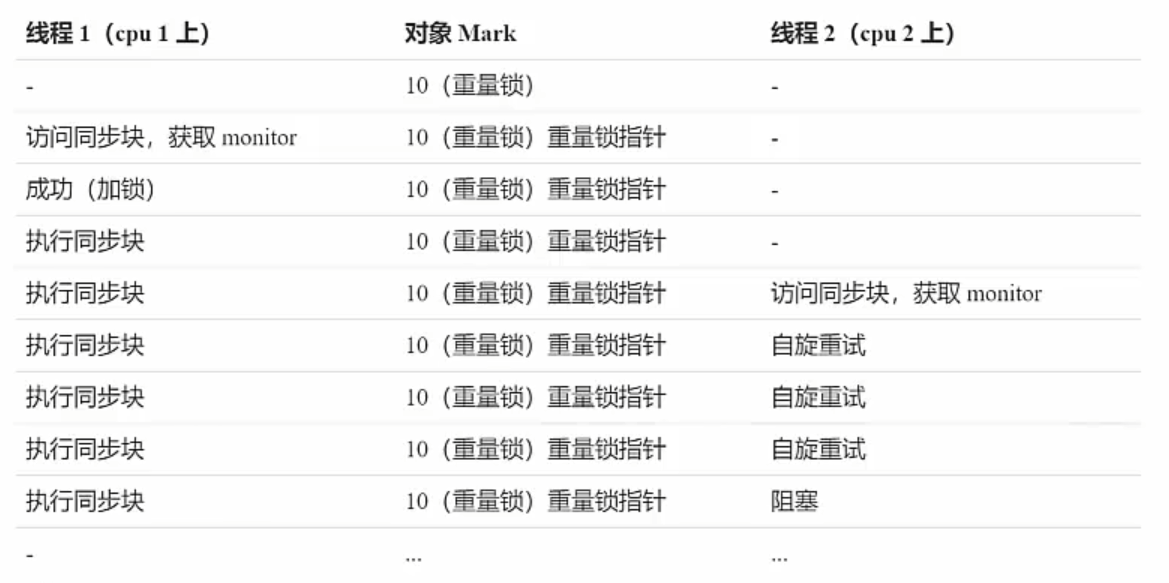 线程 1（cpu 1 上） 对象 Mark 线程 2（cpu 2 上）
- 10（重量锁） -
访问同步块，获取 monitor 10（重量锁）重量锁指针 -
成功（加锁） 10（重量锁）重量锁指针 -
执行同步块 10（重量锁）重量锁指针 -
执行同步块 10（重量锁）重量锁指针 访问同步块，获取 monitor
执行同步块 10（重量锁）重量锁指针 自旋重试
执行同步块 10（重量锁）重量锁指针 自旋重试
执行同步块 10（重量锁）重量锁指针 自旋重试
执行同步块 10（重量锁）重量锁指针 阻塞
- ... ...